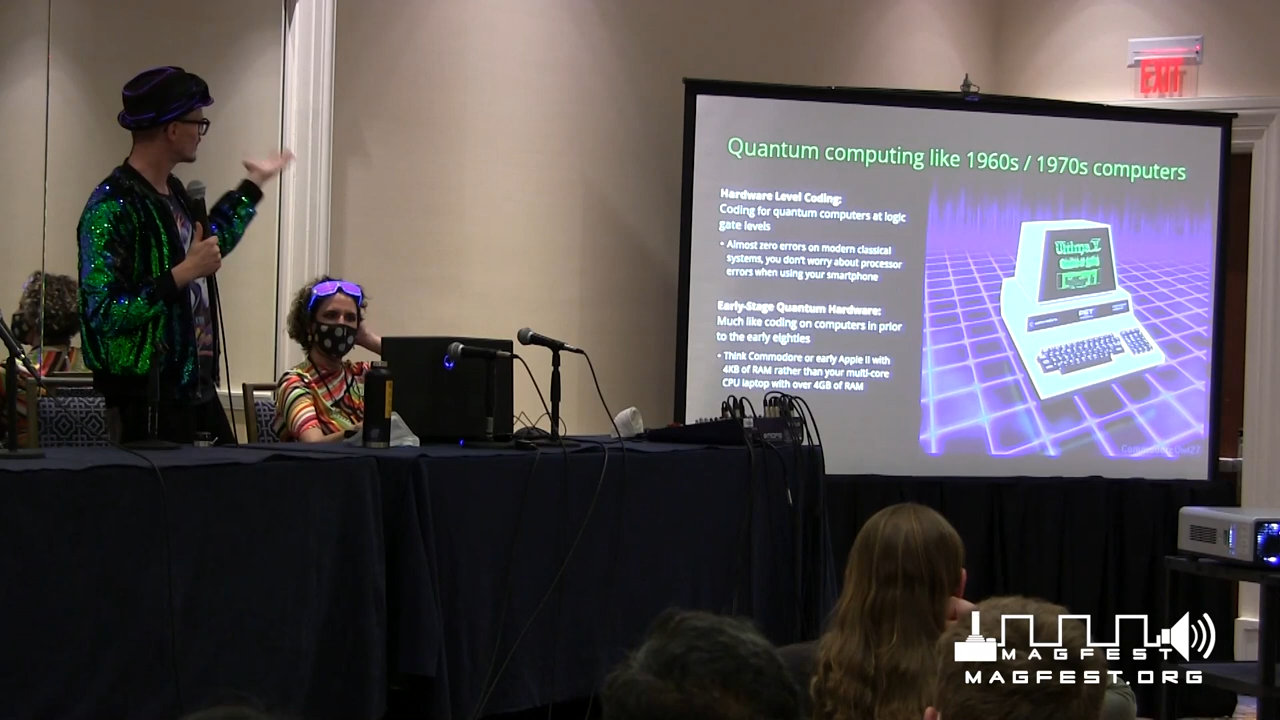 EXIT
Quantum computing like 1960s / 1970s computers
Hardware Level Coding:
Coding for quantum computers at logic
gate levels
• Almost zero errors on modern classical
systems, you don't worry about processor
errors when using your smartphone
Early-Stage Quantum Hardware:
Much like coding on computers in prior
to the early eighties
• Think Commodore or early Apple II with
4KB of RAM rather than your multi-core
CPU laptop with over 4GB of RAM
Ultima I
PET
MAGFEST
MAGFEST.ORG